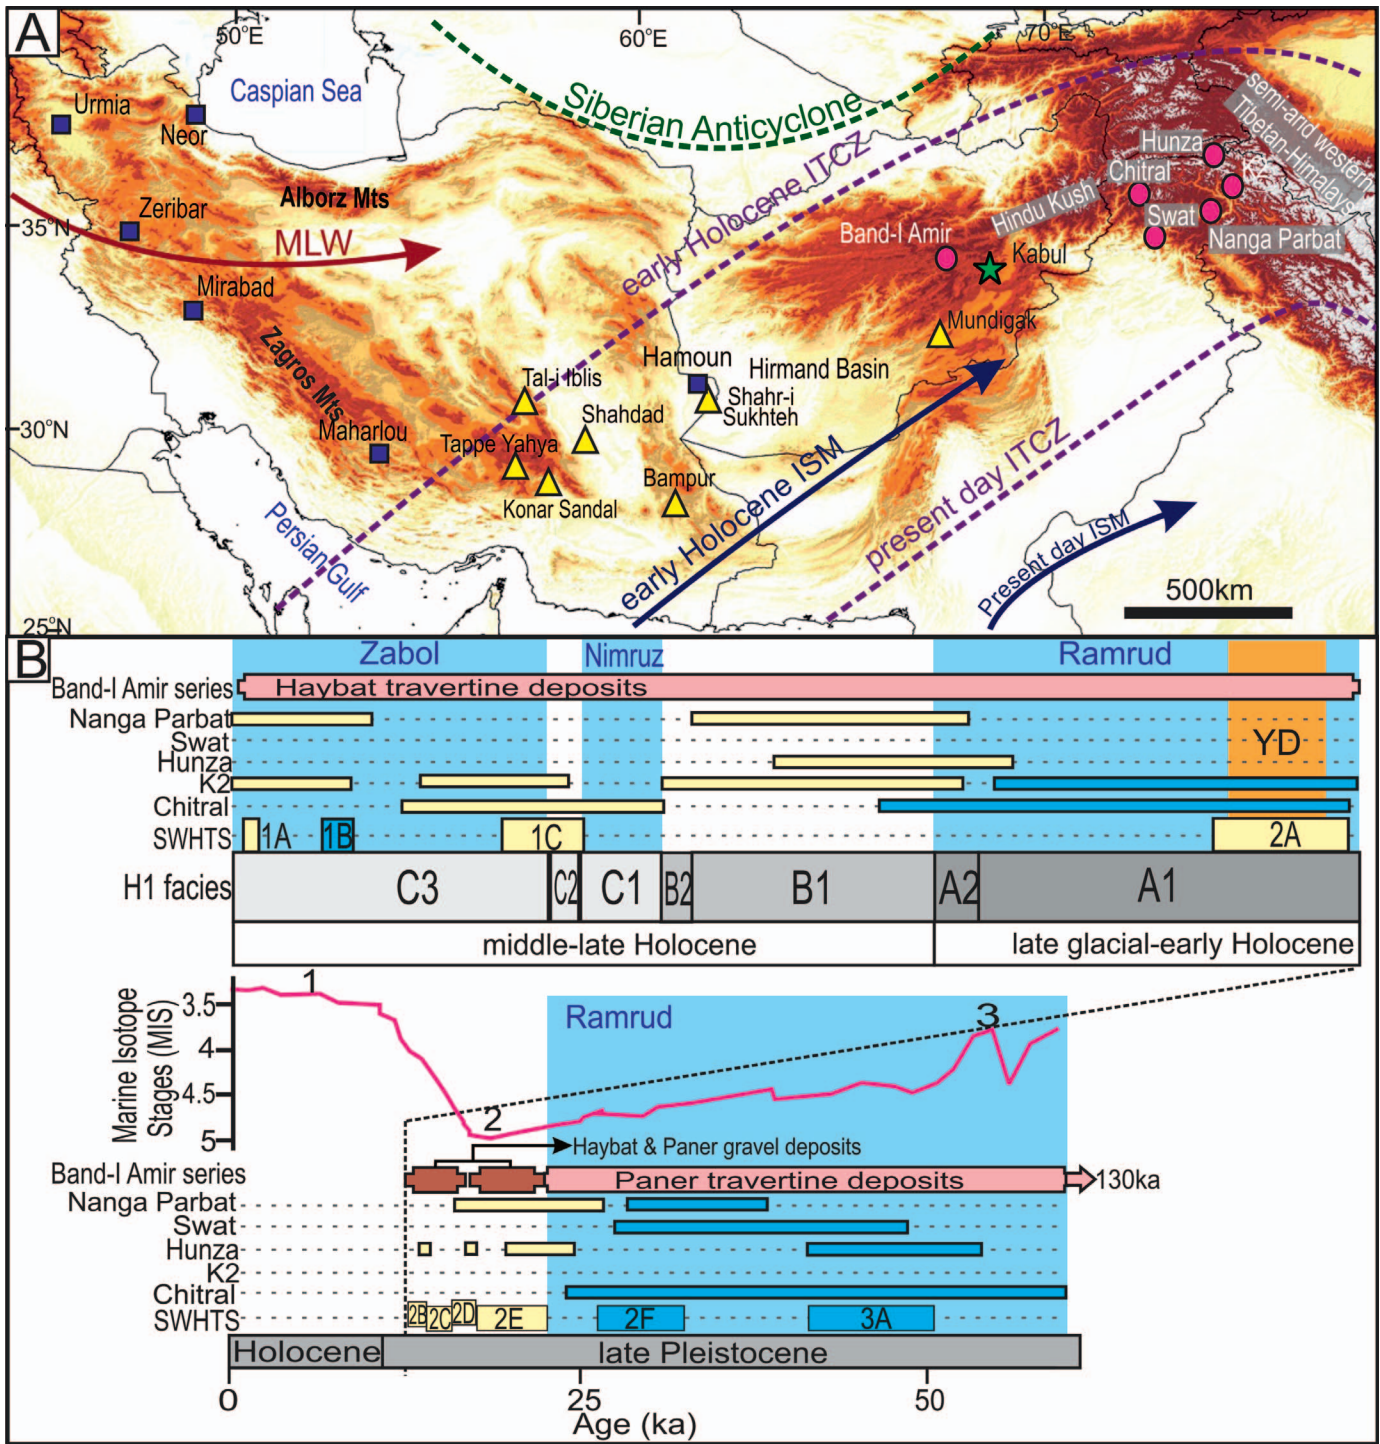 A
50°E
60°E
70°E
Caspian Sea
Urmia
Neor
Siberian Anticyclone
semi-arid western
Tibetan-Himalays
Hunza
Chitral
Alborz Mts
Zeribar
early Holocene ITCZ
Hindu Kush
Swat
35°N
MLW
Band-I Amir
Nanga Parbat
Kabul
Mirabad
Mundigak
Zagros Mts
Hamoun
Hirmand Basin
Tal-i Iblis
Shahr-i
Sukhteh
Shahdad
30°N
Maharlou
Tappe Yahya
Bampur
Konar Sandal
early Holocene ISM
present day ITCZ
Persian Gulf
Present day ISM
500km
25°N
B
Zabol
Nimruz
Ramrud
Band-I Amir series
Haybat travertine deposits
Nanga Parbat
Swat
YD
Hunza
K2
Chitral
SWHTS
1A
1B
1C
2A
H1 facies
C3
C2
C1
B2
B1
A2
A1
middle-late Holocene
late glacial-early Holocene
1
3.5
Ramrud
3
Marine Isotope
Stages (MIS)
4
4.5
2
5
Haybat & Paner gravel deposits
Band-I Amir series
Paner travertine deposits
130ka
Nanga Parbat
Swat
Hunza
K2
Chitral
SWHTS
2B
2C
2D
2E
2F
3A
Holocene
late Pleistocene
0
25
50
Age (ka)